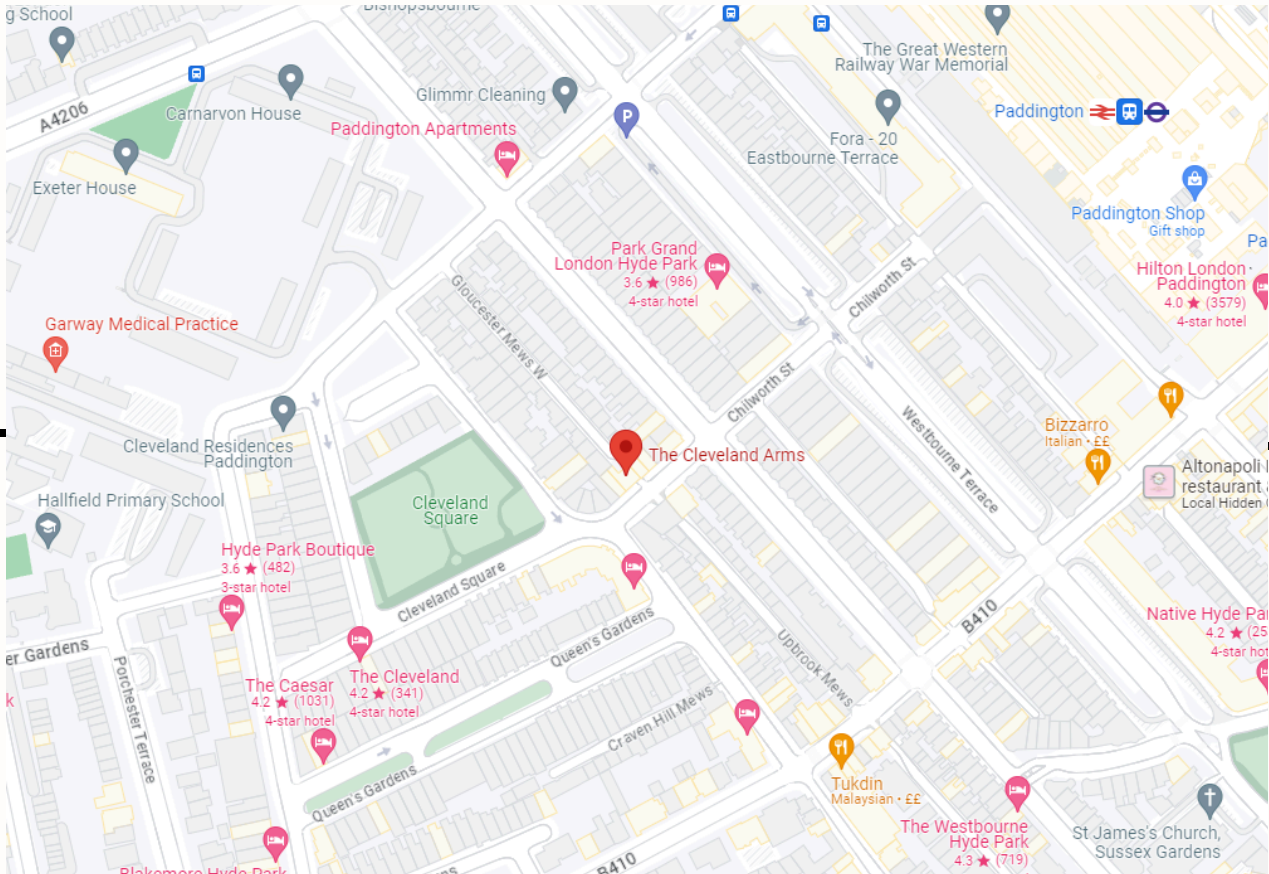 g School
Bishopsbourne
The Great Western
Railway War Memorial
A4206
Carnarvon House
Glimmr Cleaning
P
Paddington
Paddington Apartments
Fora - 20
Eastbourne Terrace
Exeter House
Paddington Shop
Gift shop
Pa
Park Grand
London Hyde Park
3.6 ★ (986)
4-star hotel
Chilworth St
Hilton London
Paddington
4.0 ★ (3579)
4-star hotel
Gloucester Mews W
Garway Medical Practice
Chilworth St
Cleveland Residences
Paddington
The Cleveland Arms
Westbourne Terrace
Bizzarro
Italian · ££
Altonapoli
restaurant &
Local Hidden
Hallfield Primary School
Cleveland
Square
Hyde Park Boutique
3.6 ★ (482)
3-star hotel
Cleveland Square
B410
Native Hyde Par
4.2 ★ (25
4-star hot
er Gardens
Queen's Gardens
Upbrook Mews
Porchester Terrace
The Caesar
4.2 ★ (1031)
4-star hotel
The Cleveland
4.2 ★ (341)
4-star hotel
k
Craven Hill Mews
Queen's Gardens
Tukdin
Malaysian · ££
The Westbourne
Hyde Park
4.3 ★ (719)
St James's Church,
Sussex Gardens
B410
Blakemore Hyde Park